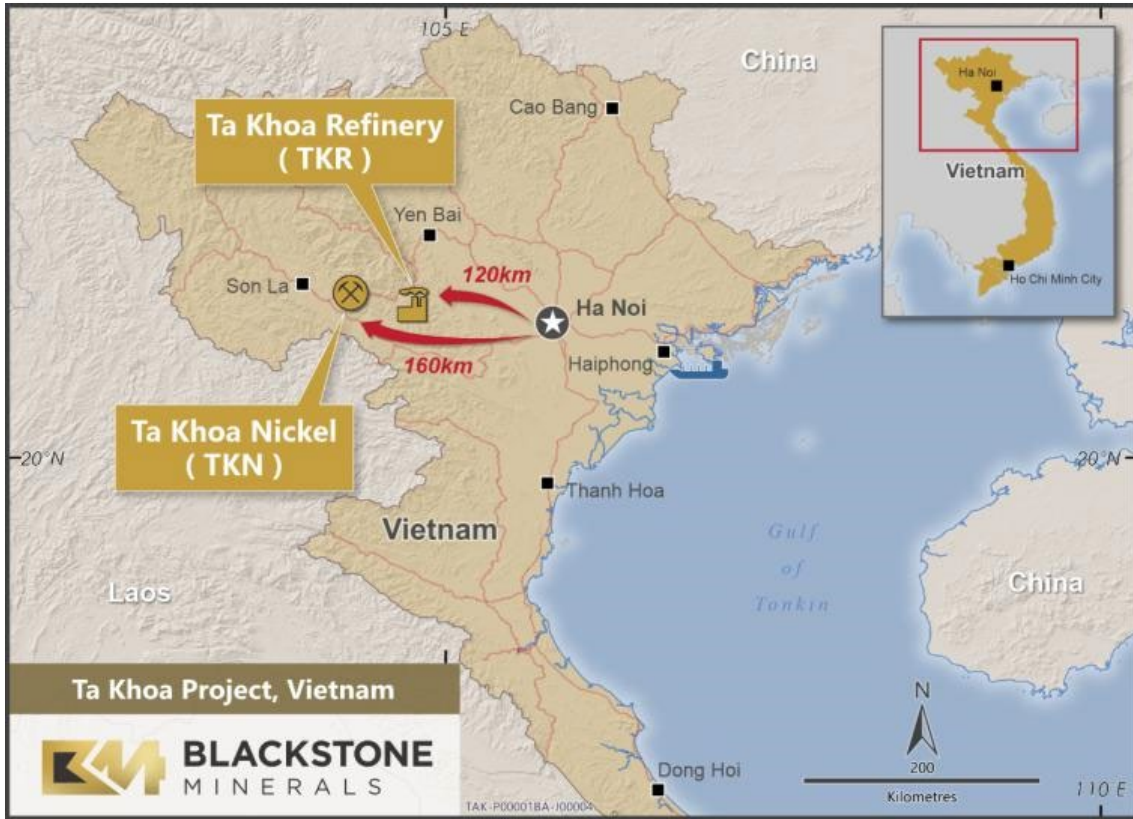 105 E
China
Cao Bang
Ta Khoa Refinery
( TKR )
Yen Bai
Son La
120km
Ha Noi
160km
Haiphong
Ta Khoa Nickel
( TKN )
20°N
20°N
Thanh Hoa
Vietnam
Gulf
of
Tonkin
China
Laos
Ha Noi
Vietnam
Ho Chi Minh City
Ta Khoa Project, Vietnam
BLACKSTONE
MINERALS
TAK-P00001BA-J00004
Dong Hoi
N
200
Kilometres
110 E